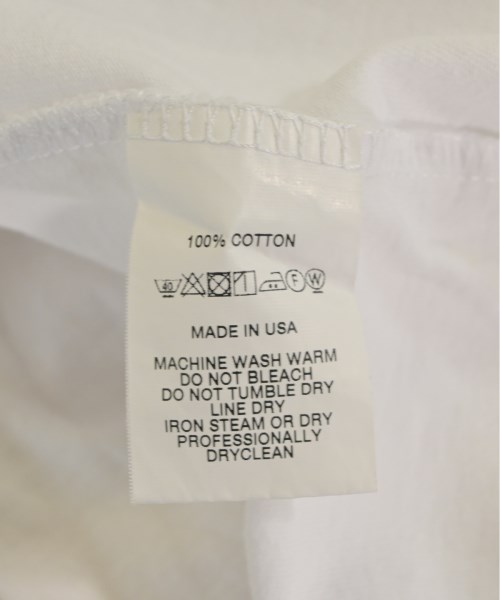 100% COTTON
40 F W
MADE IN USA
MACHINE WASH WARM
DO NOT BLEACH
DO NOT TUMBLE DRY
LINE DRY
IRON STEAM OR DRY
PROFESSIONALLY
DRYCLEAN